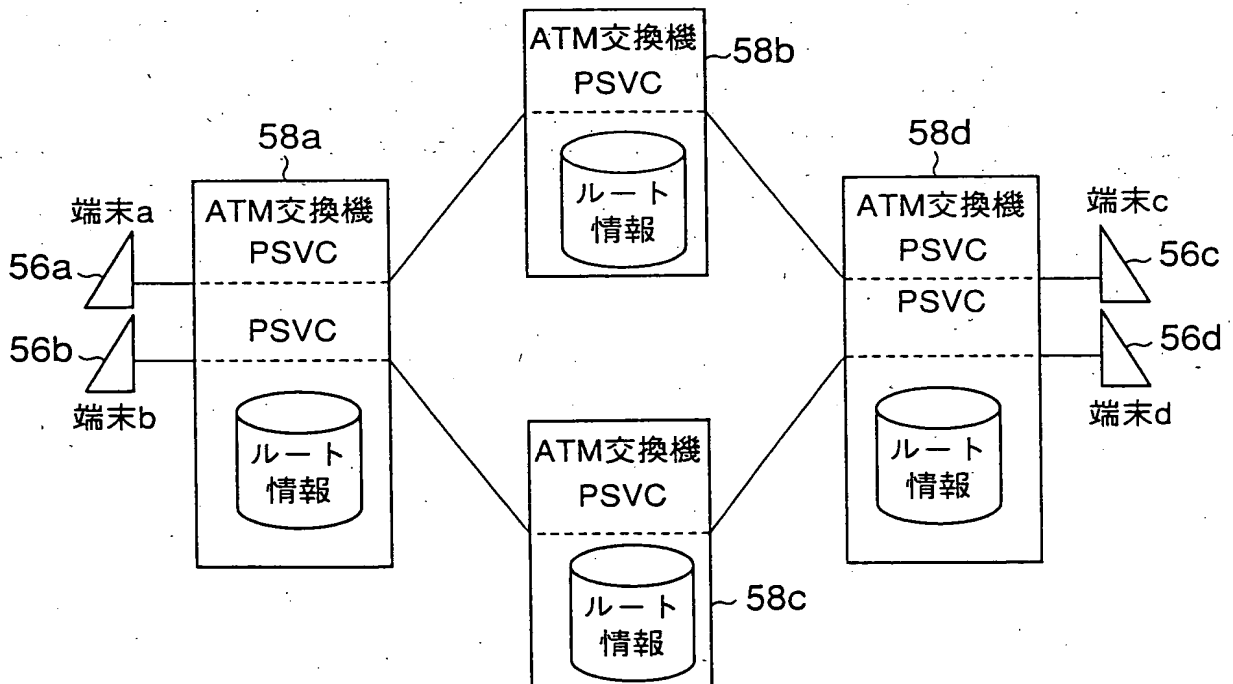 ATM交換機
PSVC
ルート
情報
58b
58a
ATM交換機
PSVC
PSVC
ルート
情報
端末a
56a
56b
端末b
58d
ATM交換機
PSVC
PSVC
ルート
情報
端末c
56c
56d
端末d
ATM交換機
PSVC
ルート
情報
58c